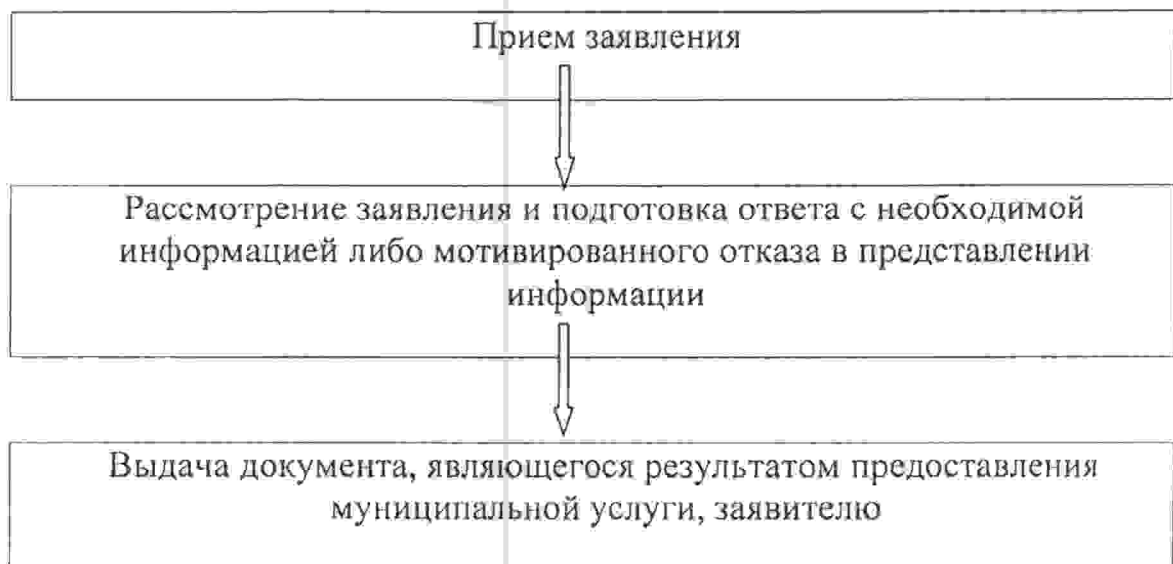 Прием заявления
Рассмотрение заявления и подготовка ответа с необходимой
информацией либо мотивированного отказа в представлении
информации
Выдача документа, являющегося результатом предоставления
муниципальной услуги, заявителю